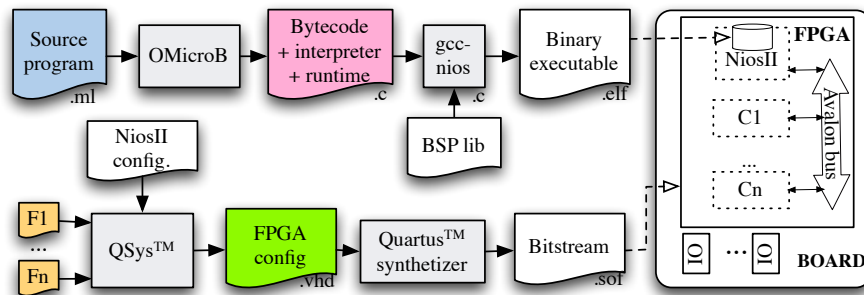 Source
program
.ml
OMicroB
Bytecode
+ interpreter
+ runtime
.c
gcc-
nios
.c
Binary
executable
.elf
BSP lib
NiosII
config.
F1
...
Fn
QSys™
FPGA
config
.vhd
Quartus™
synthetizer
Bitstream
.sof
FPGA
NiosII
C1
...
Cn
Avalon bus
IO
...
IO
BOARD